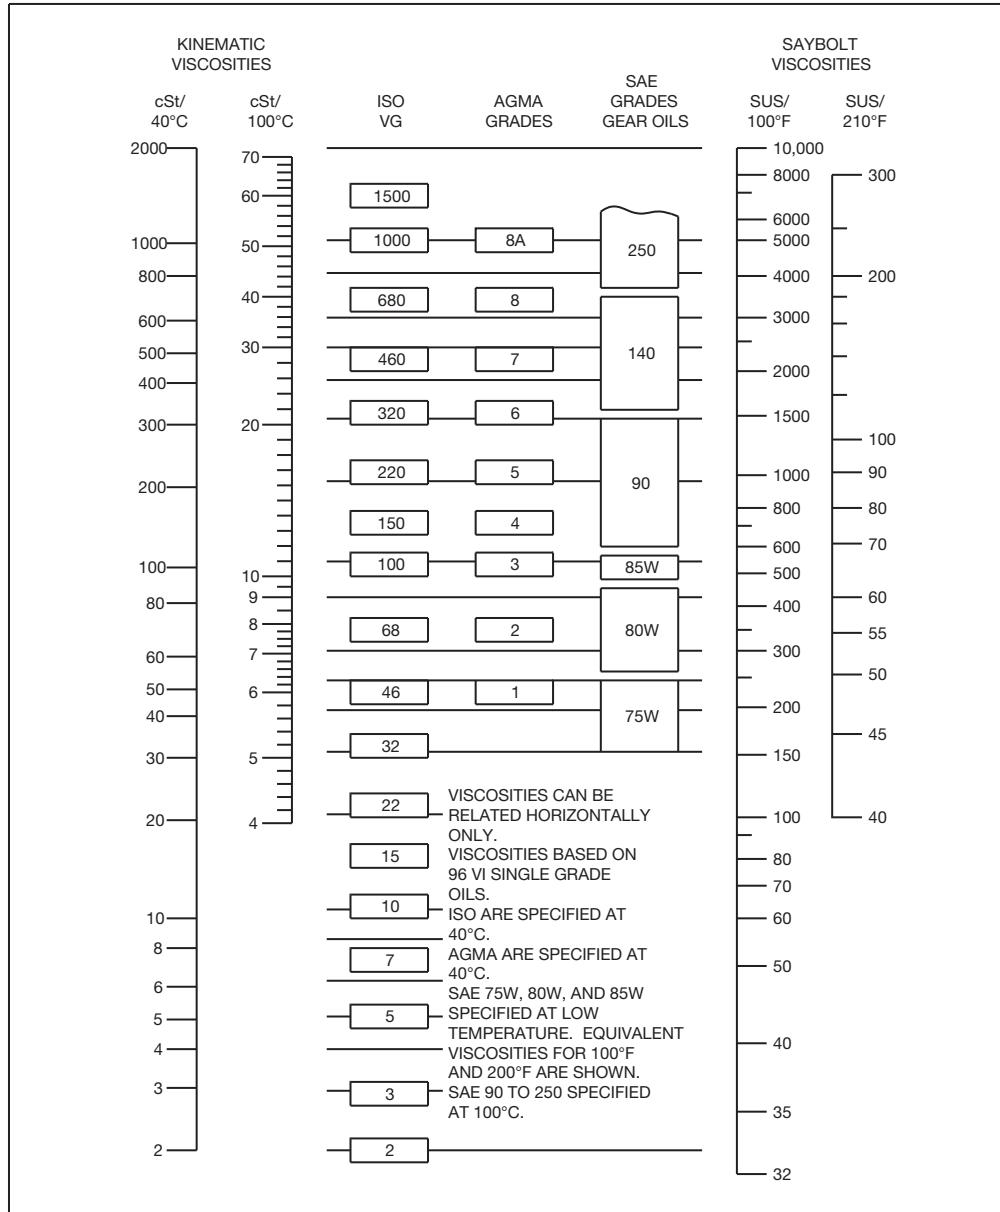 KINEMATIC
VISCOSITIES
SAYBOLT
VISCOSITIES
cSt/
40°C
cSt/
100°C
ISO
VG
AGMA
GRADES
SAE
GRADES
GEAR OILS
SUS/
100°F
SUS/
210°F
2000
1000
800
600
500
400
300
200
100
80
60
50
40
30
20
10
8
6
5
4
3
2
70
60
50
40
30
20
10
9
8
7
6
5
4
1500
1000
680
460
320
220
150
100
68
46
32
22
15
10
7
5
3
2
8A
8
7
6
5
4
3
2
1
250
140
90
85W
80W
75W
VISCOSITIES CAN BE
RELATED HORIZONTALLY
ONLY.
VISCOSITIES BASED ON
96 VI SINGLE GRADE
OILS.
ISO ARE SPECIFIED AT
40°C.
AGMA ARE SPECIFIED AT
40°C.
SAE 75W, 80W, AND 85W
SPECIFIED AT LOW
TEMPERATURE. EQUIVALENT
VISCOSITIES FOR 100°F
AND 200°F ARE SHOWN.
SAE 90 TO 250 SPECIFIED
AT 100°C.
10,000
8000
6000
5000
4000
3000
2000
1500
1000
800
600
500
400
300
200
150
100
80
70
60
50
40
35
32
300
200
100
90
80
70
60
55
50
45
40